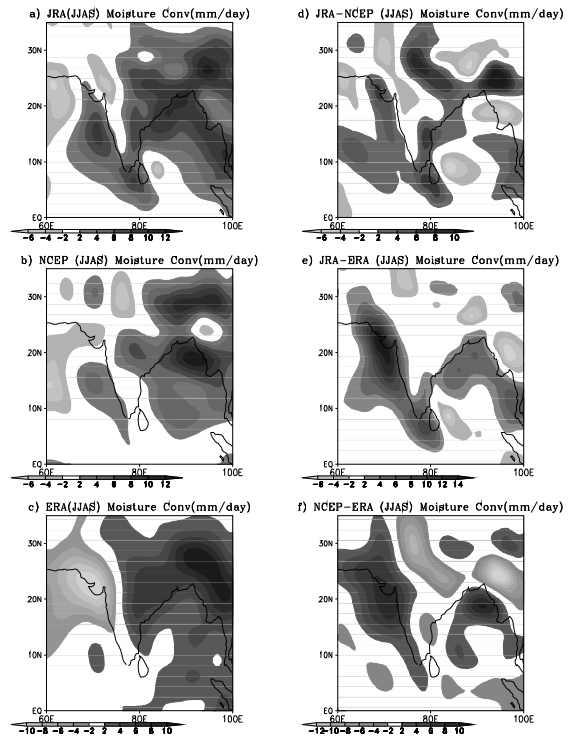 a) JRA(JJAS) Moisture Conv(mm/day)
30N
20N
10N
EQ
60E 80E 100E
-6 -4 -2 2 4 6 8 10 12
d) JRA-NCEP (JJAS) Moisture Conv(mm/day)
30N
20N
10N
EQ
60E 80E 100E
-6 -4 -2 2 4 6 8 10
b) NCEP (JJAS) Moisture Conv(mm/day)
30N
20N
10N
EQ
60E 80E 100E
-6 -4 -2 2 4 6 8 10 12
e) JRA-ERA (JJAS) Moisture Conv(mm/day)
30N
20N
10N
EQ
60E 80E 100E
-6 -4 -2 2 4 6 8 10 12 14
c) ERA(JJAS) Moisture Conv(mm/day)
30N
20N
10N
EQ
60E 80E 100E
-10 -8 -6 -4 -2 2 4 6 8 10
f) NCEP-ERA (JJAS) Moisture Conv(mm/day)
30N
20N
10N
EQ
60E 80E 100E
-12 -10 -8 -6 -4 -2 2 4 6 8 10